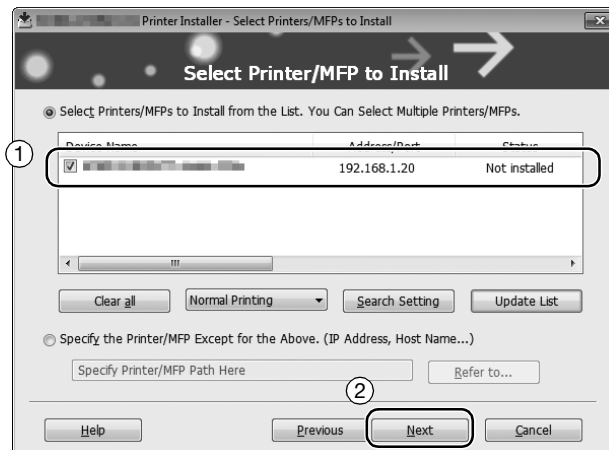 Printer Installer - Select Printers/MFPs to Install
Select Printer/MFP to Install
Select Printers/MFPs to Install from the List. You Can Select Multiple Printers/MFPs.
Device Name Address/Port Status
1
192.168.1.20 Not installed
Clear all Normal Printing Search Setting Update List
Specify the Printer/MFP Except for the Above. (IP Address, Host Name...)
Specify Printer/MFP Path Here Refer to...
2
Help Previous Next Cancel